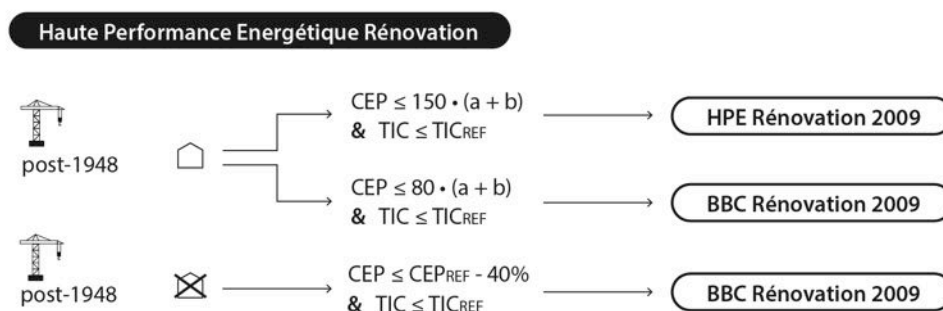 Haute Performance Energétique Rénovation
post-1948
CEP ≤ 150 • (a + b)
& TIC ≤ TICREF
HPE Rénovation 2009
CEP ≤ 80 • (a + b)
& TIC ≤ TICREF
BBC Rénovation 2009
post-1948
CEP ≤ CEPREF - 40%
& TIC ≤ TICREF
BBC Rénovation 2009